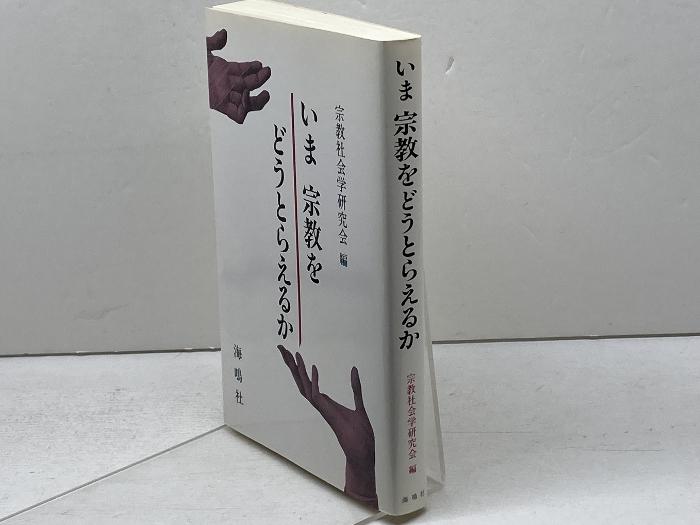 宗教社会学研究会 編
いま 宗教を
どうとらえるか
海鳴社
いま 宗教をどうとらえるか
宗教社会学研究会 編
海鳴社